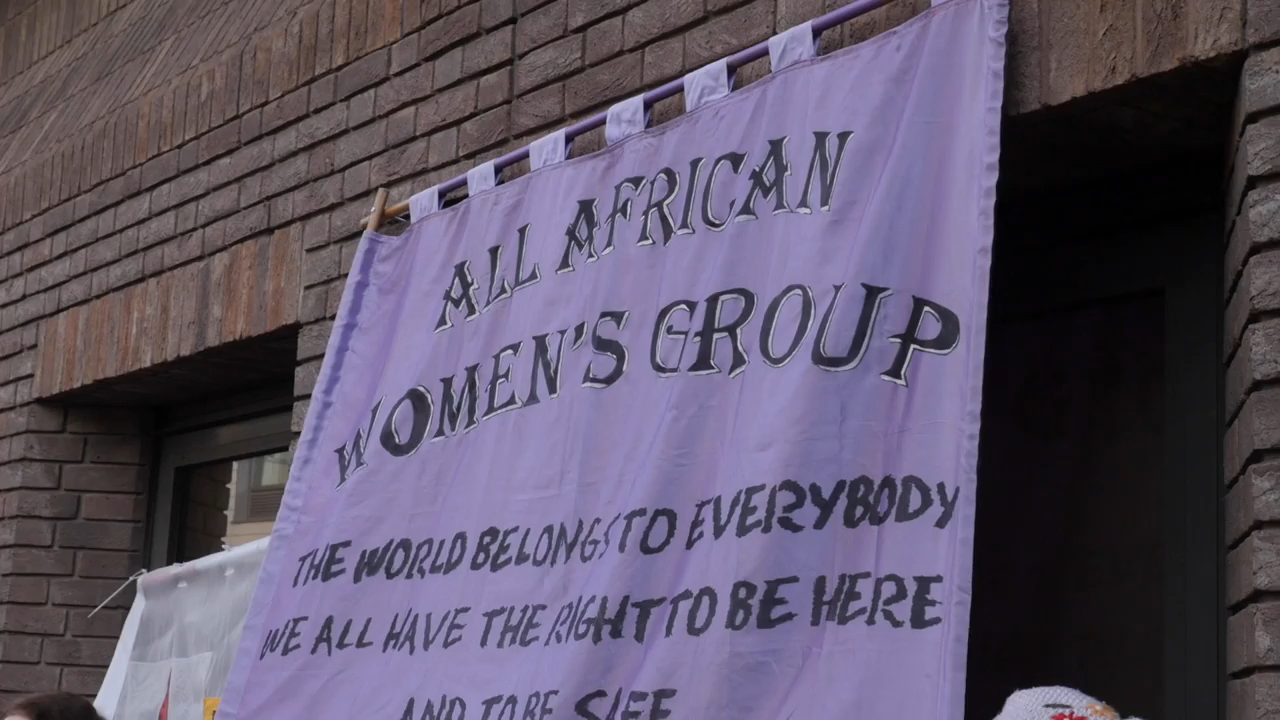 ALL AFRICAN
WOMEN'S GROUP
THE WORLD BELONGS TO EVERYBODY
WE ALL HAVE THE RIGHT TO BE HERE
AND TO BE SAFE